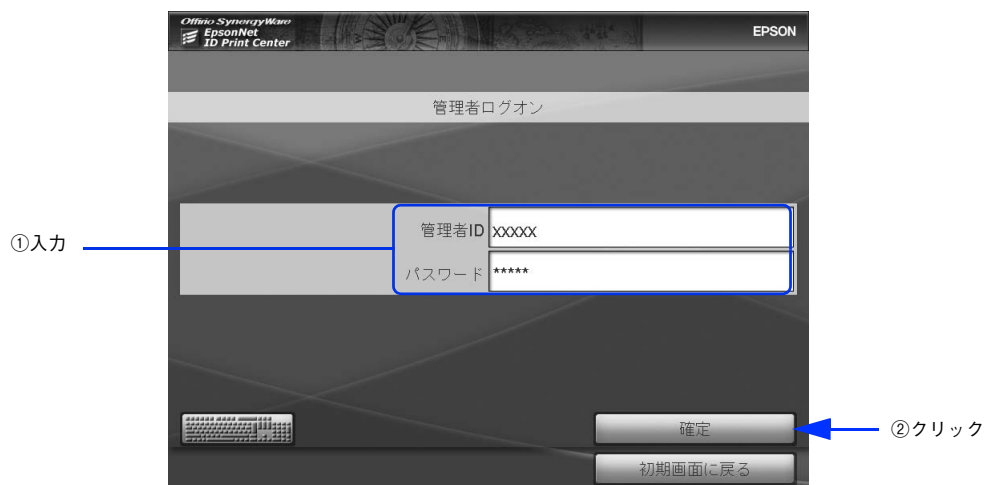 Offirio SynergyWare
EpsonNet
ID Print Center
EPSON
管理者ログオン
管理者ID xxxxx
①入力
パスワード *****
確定
②クリック
初期画面に戻る